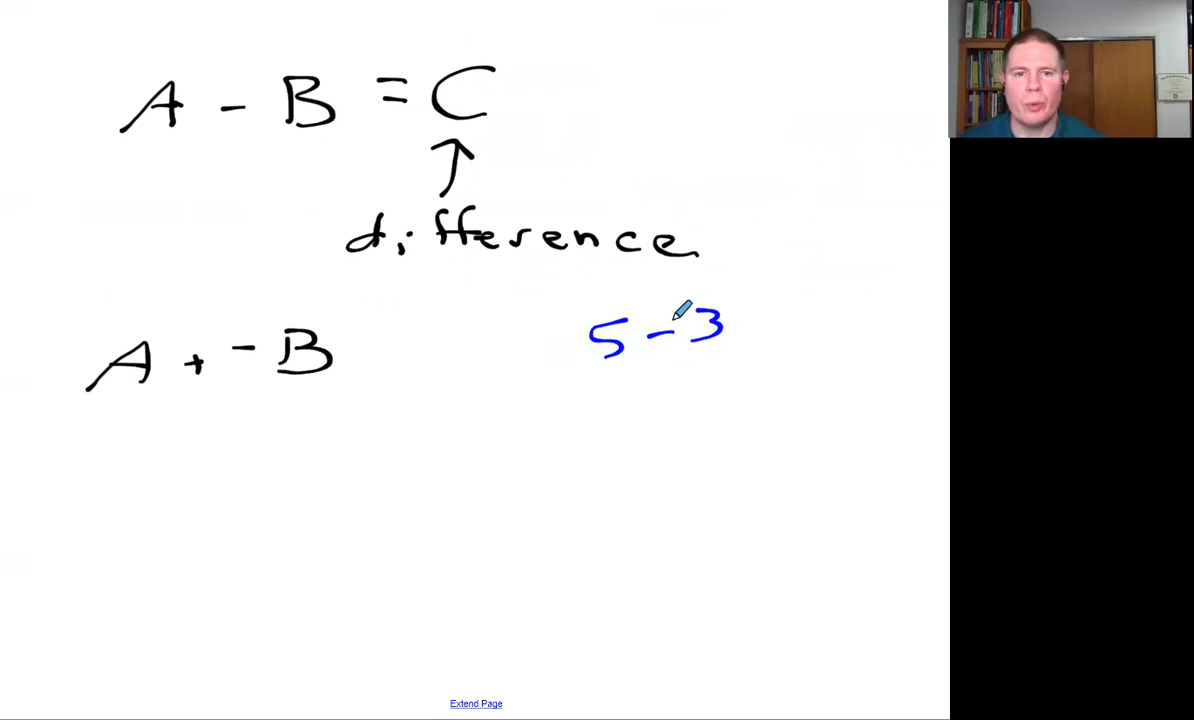 A - B = C
↑
difference
A + - B
5 - 3
Extend Page